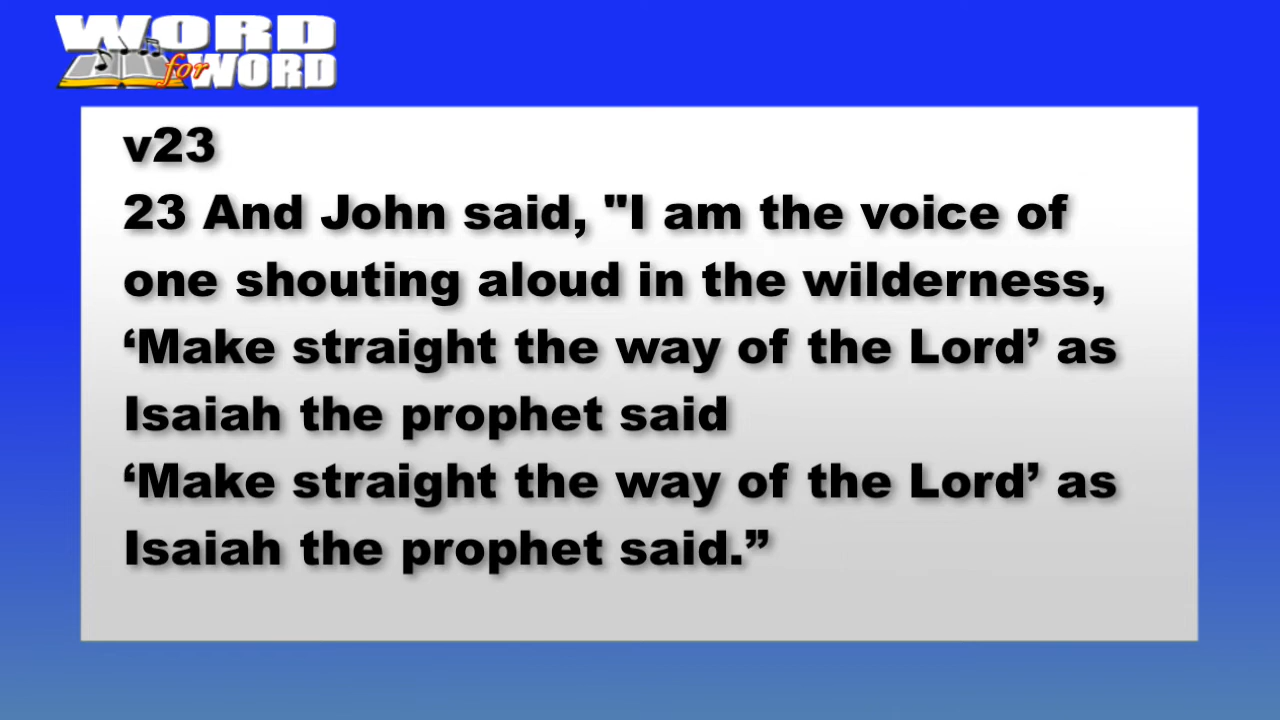 WORD
for WORD
v23
23 And John said, "I am the voice of
one shouting aloud in the wilderness,
‘Make straight the way of the Lord’ as
Isaiah the prophet said
‘Make straight the way of the Lord’ as
Isaiah the prophet said.”